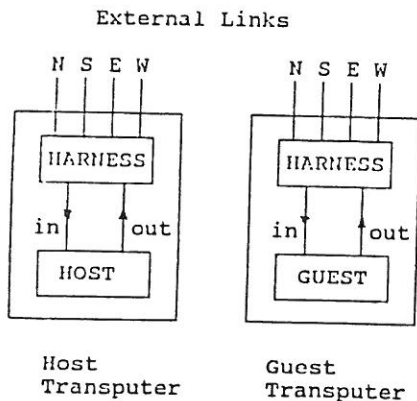 External Links
N S E W
N S E W
HARNESS
HARNESS
in
out
in
out
HOST
GUEST
Host
Transputer
Guest
Transputer